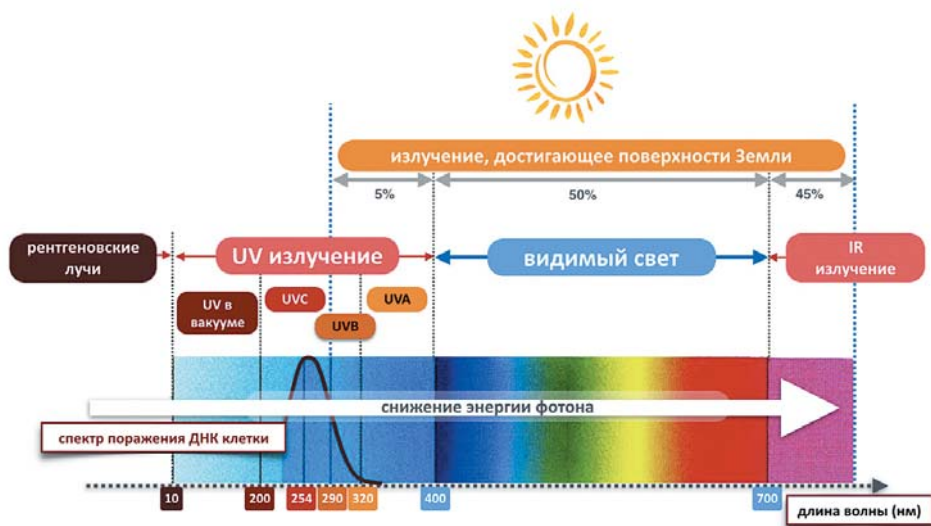 излучение, достигающее поверхности Земли
5%
50%
45%
рентгеновские
лучи
UV излучение
видимый свет
IR
излучение
UV в
вакууме
UVC
UVB
UVA
снижение энергии фотона
спектр поражения ДНК клетки
10
200
254
290
320
400
700
длина волны (нм)